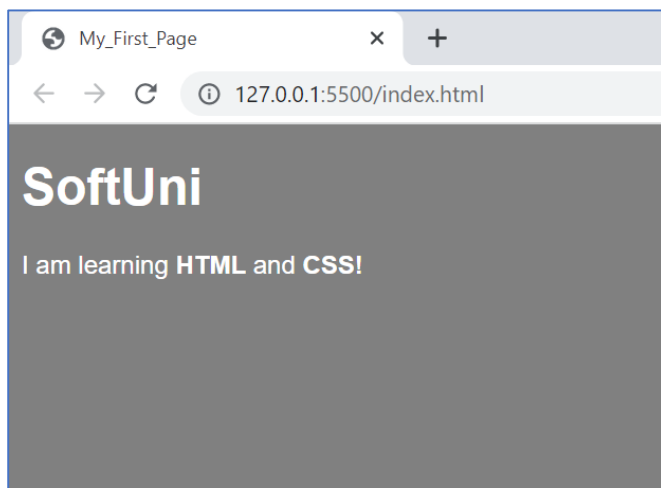 My_First_Page
127.0.0.1:5500/index.html
SoftUni
I am learning HTML and CSS!